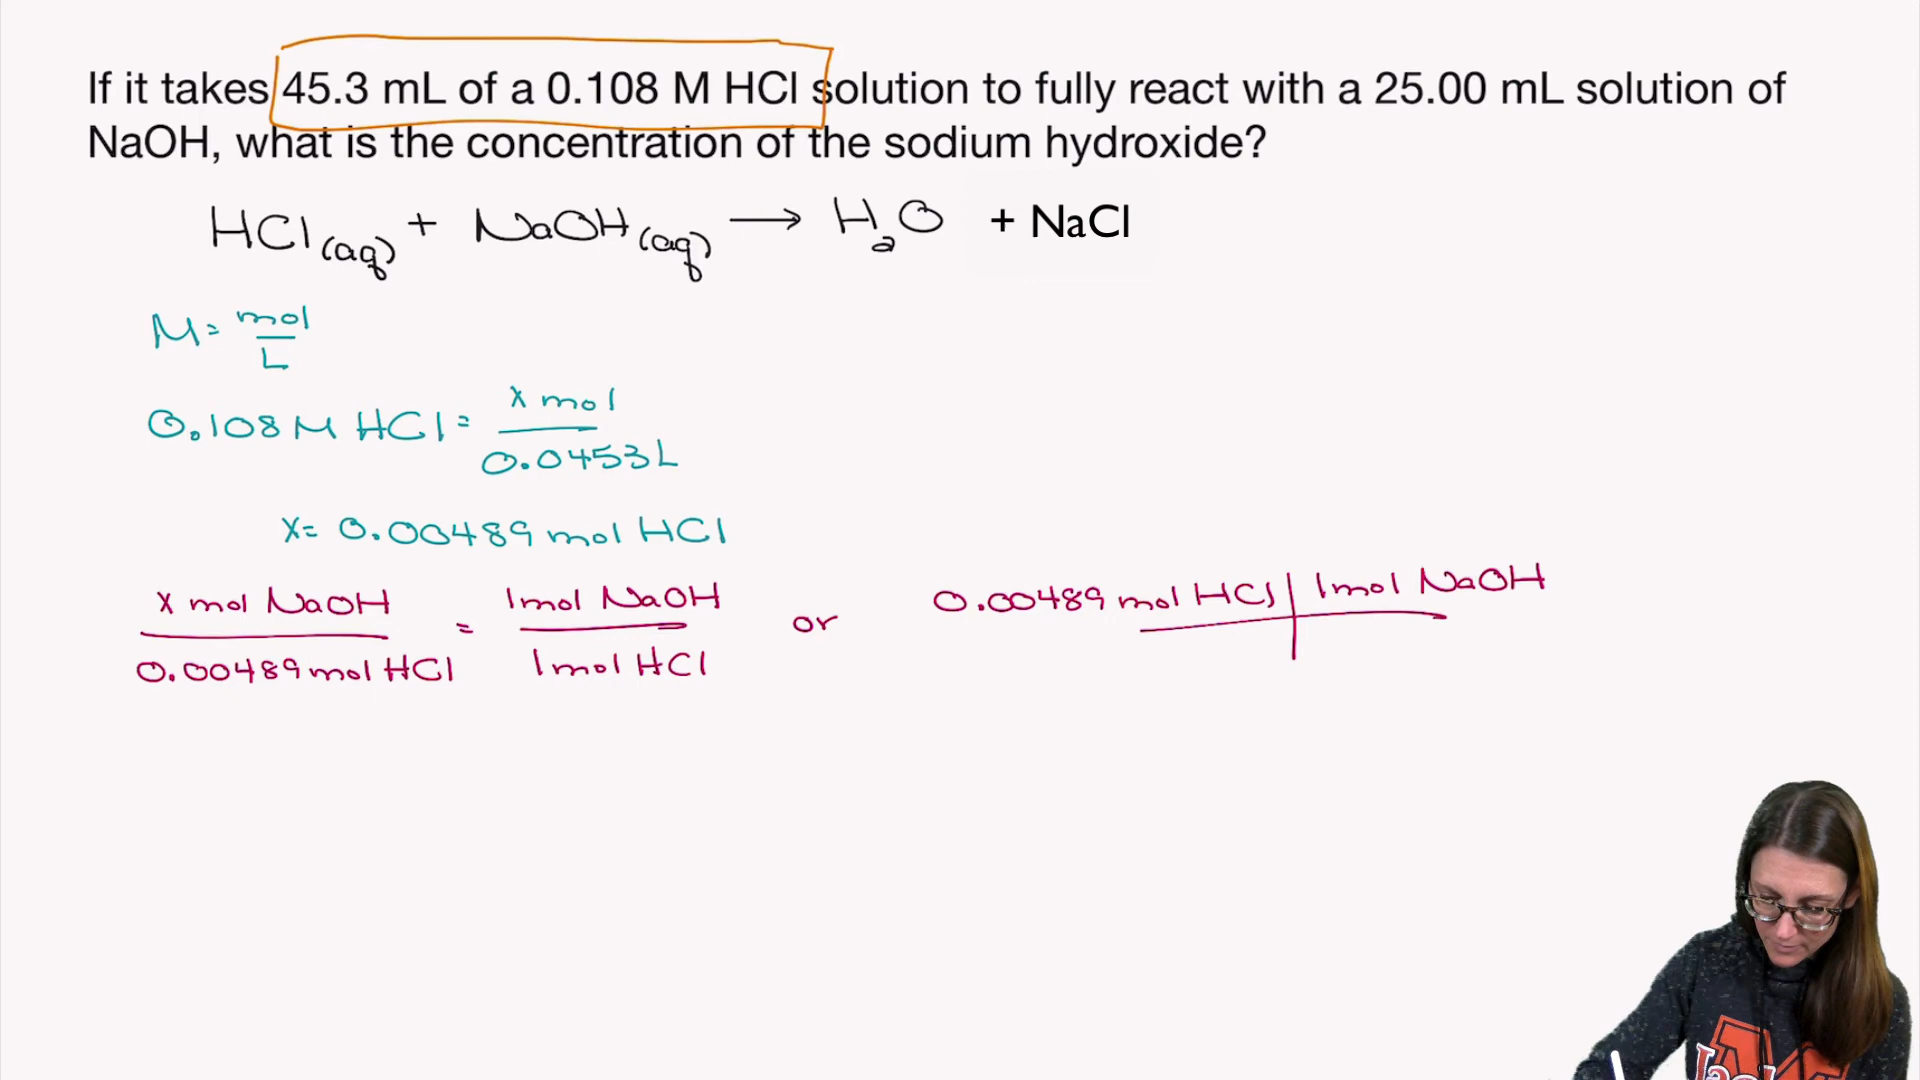 If it takes 45.3 mL of a 0.108 M HCl solution to fully react with a 25.00 mL solution of
NaOH, what is the concentration of the sodium hydroxide?
HCl(aq) + NaOH(aq) ⟶ H₂O + NaCl
M = mol
L
0.108 M HCl = x mol
0.0453 L
x = 0.00489 mol HCl
x mol NaOH = 1 mol NaOH or 0.00489 mol HCl | 1 mol NaOH
0.00489 mol HCl 1 mol HCl